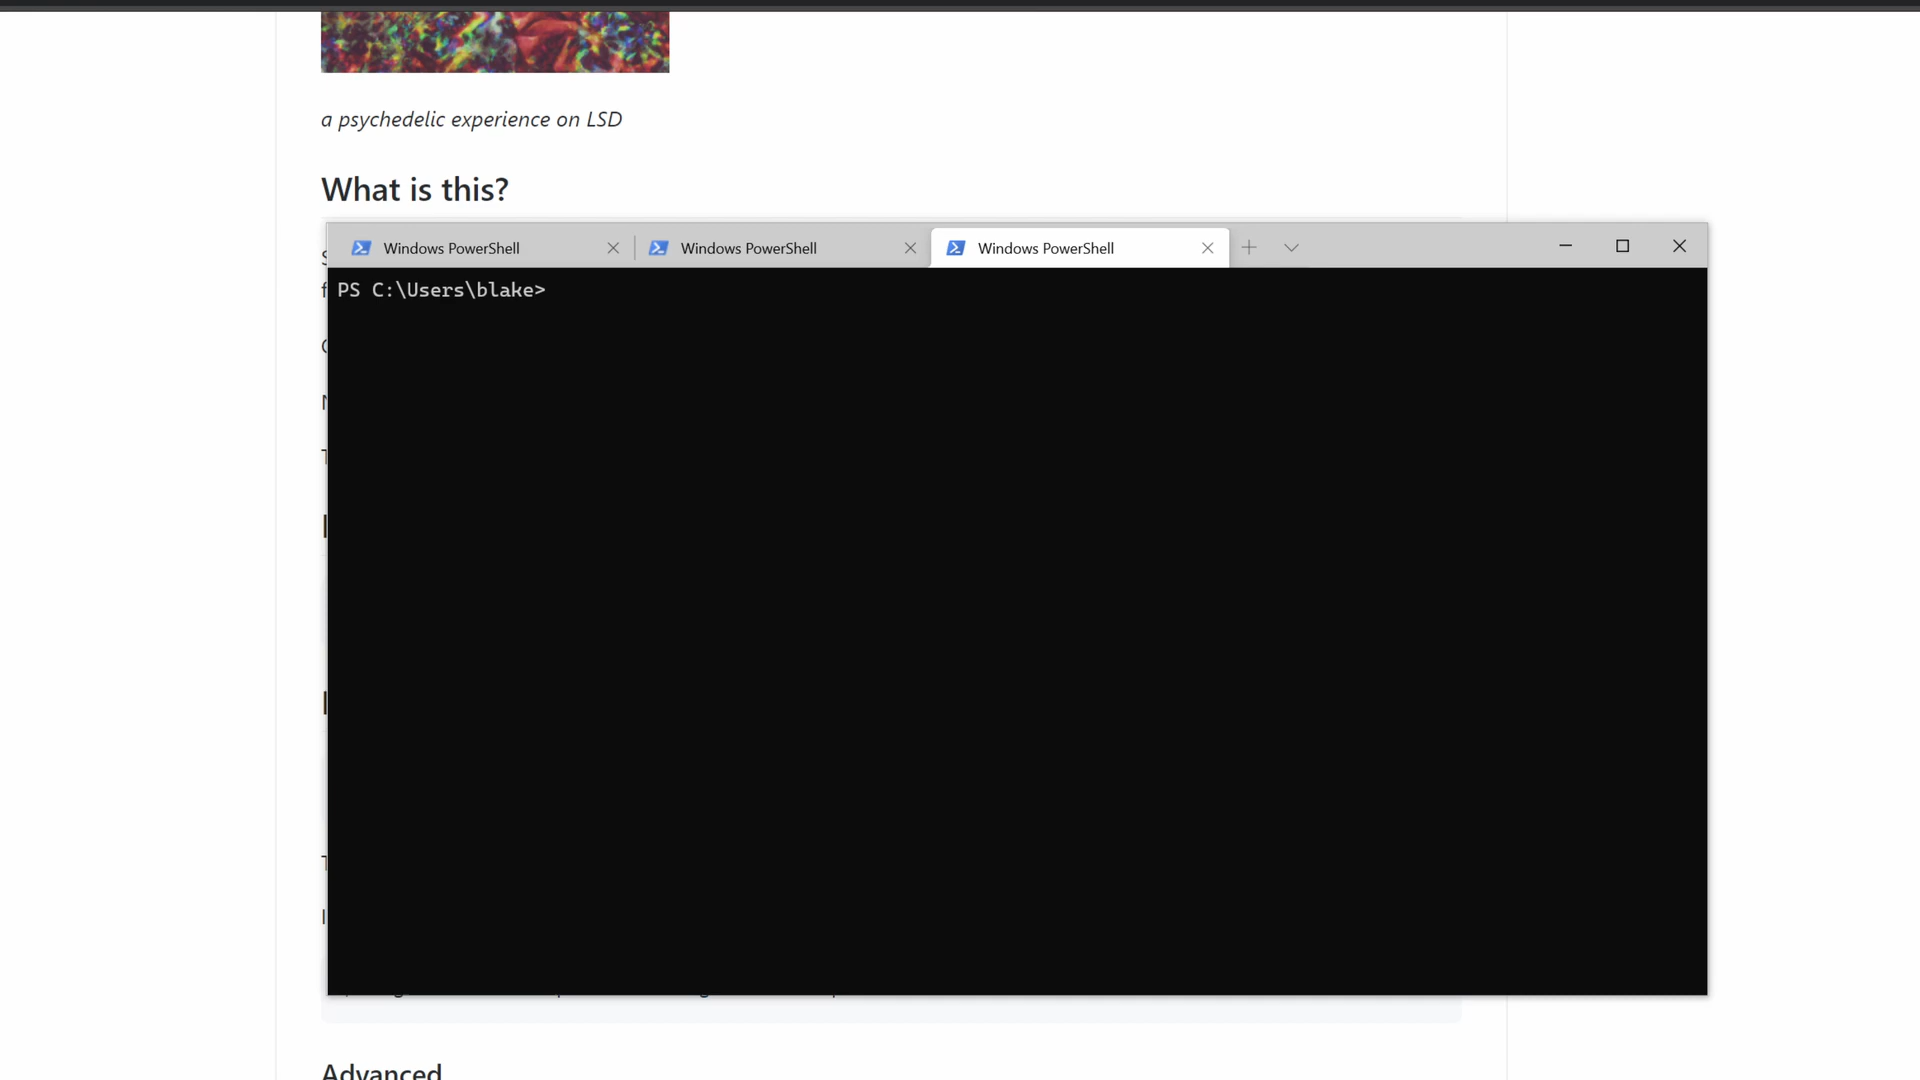 a psychedelic experience on LSD
What is this?
Windows PowerShell
Windows PowerShell
Windows PowerShell
PS C:\Users\blake>
Advanced